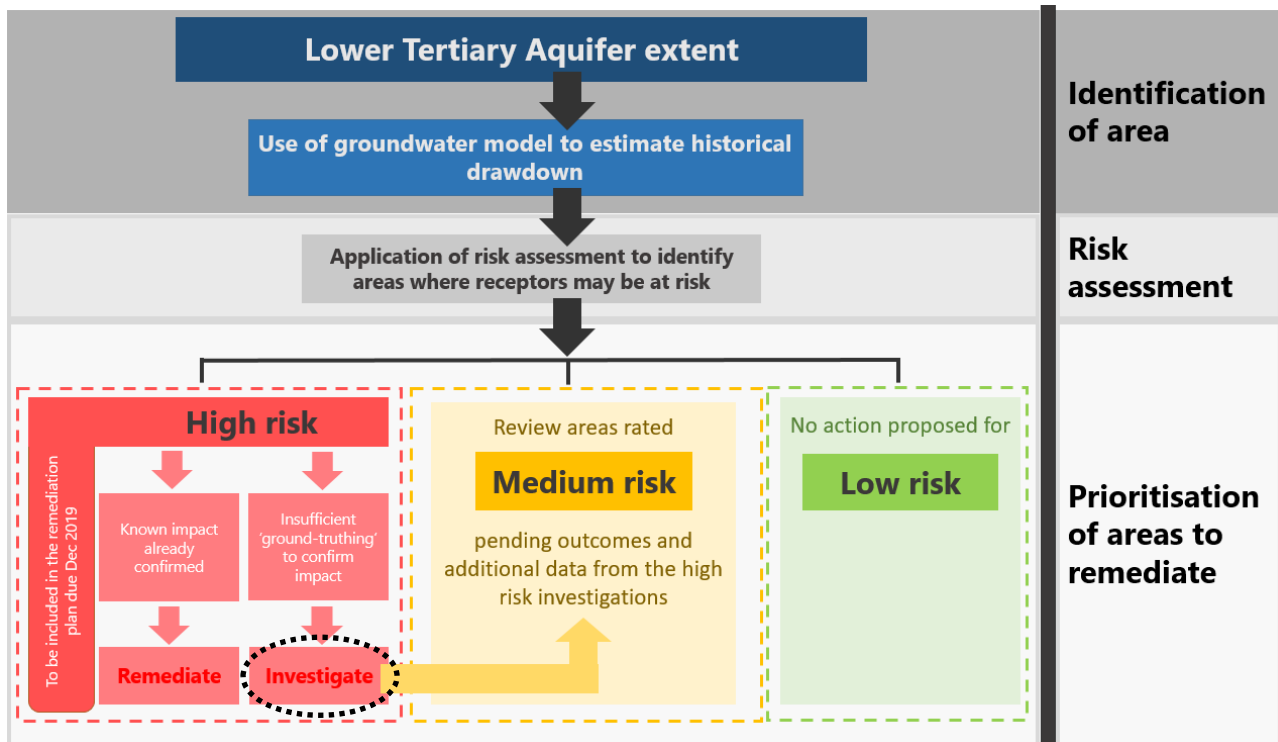 Lower Tertiary Aquifer extent
Use of groundwater model to estimate historical
drawdown
Identification
of area
Application of risk assessment to identify
areas where receptors may be at risk
Risk
assessment
High risk
To be included in the remediation
plan due Dec 2019
Known impact
already
confirmed
Insufficient
‘ground-truthing’
to confirm
impact
Remediate
Investigate
Review areas rated
Medium risk
pending outcomes and
additional data from the high
risk investigations
No action proposed for
Low risk
Prioritisation
of areas to
remediate